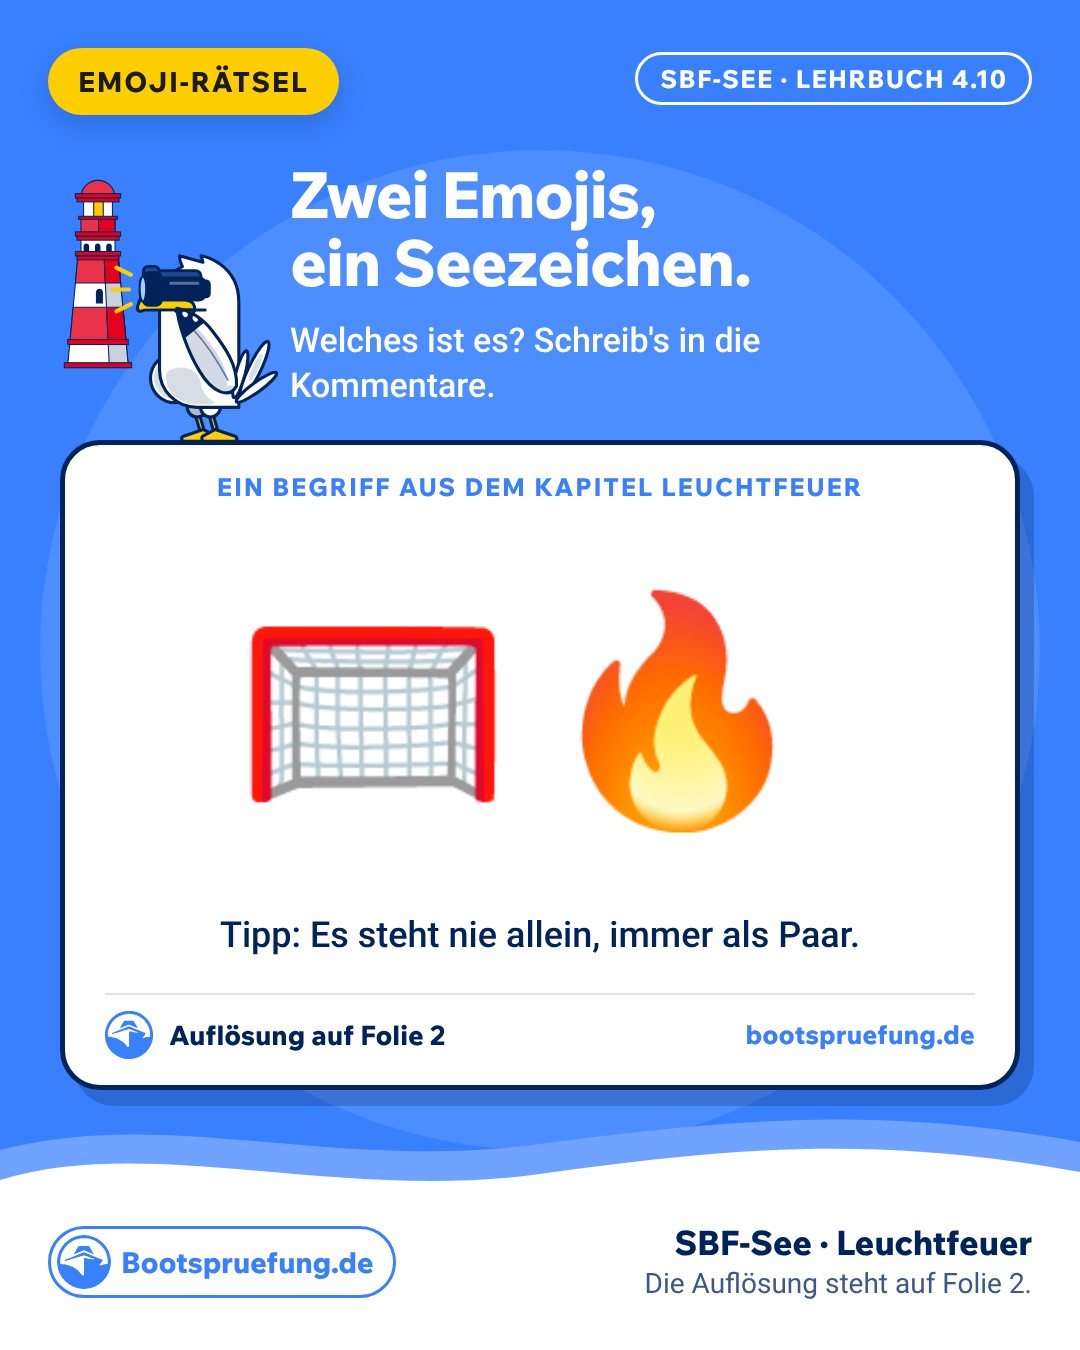 EMOJI-RÄTSEL
SBF-SEE · LEHRBUCH 4.10
Zwei Emojis,
ein Seezeichen.
Welches ist es? Schreib's in die
Kommentare.
EIN BEGRIFF AUS DEM KAPITEL LEUCHTFEUER
Tipp: Es steht nie allein, immer als Paar.
Auflösung auf Folie 2
bootspruefung.de
Bootspruefung.de
SBF-See · Leuchtfeuer
Die Auflösung steht auf Folie 2.